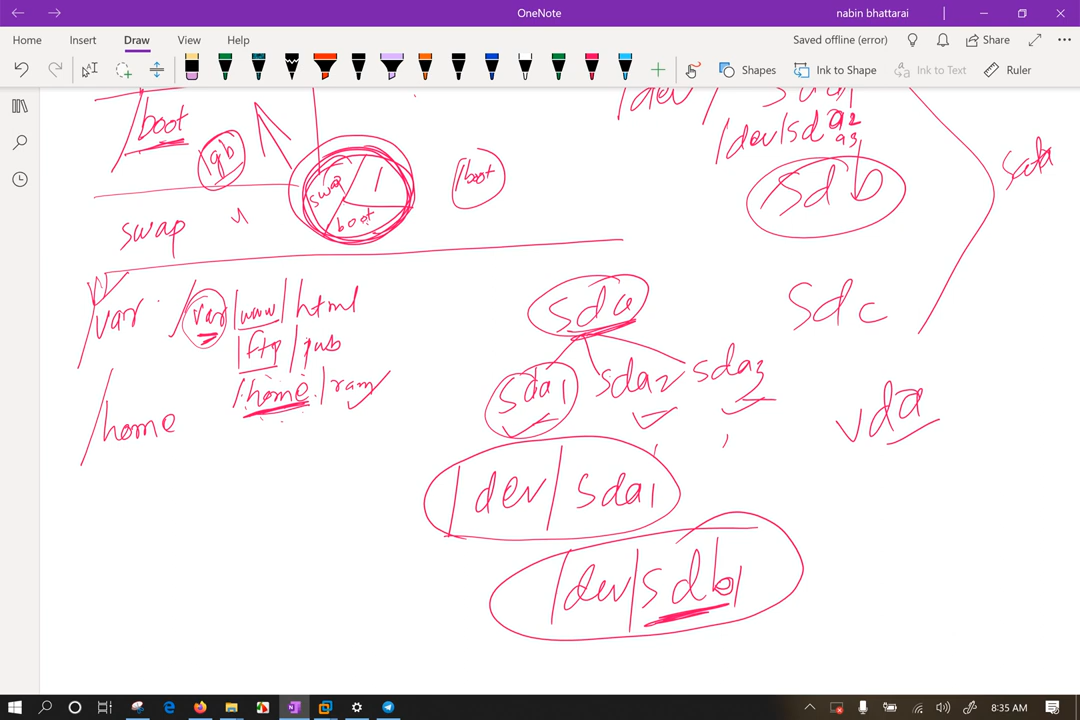 OneNote
nabin bhattarai
Home Insert Draw View Help
Saved offline (error)
Share
Shapes
Ink to Shape
Ink to Text
Ruler
/boot
1gb
swap
swap
/
boot
/boot
/dev/
/dev/sda2
a3
sdb
sda
sdc
vda
/var
/var/www/html
/ftp/pub
/home/ram
/home
sda
sda1 sda2 sda3
/dev/sda1
/dev/sdb1
8:35 AM